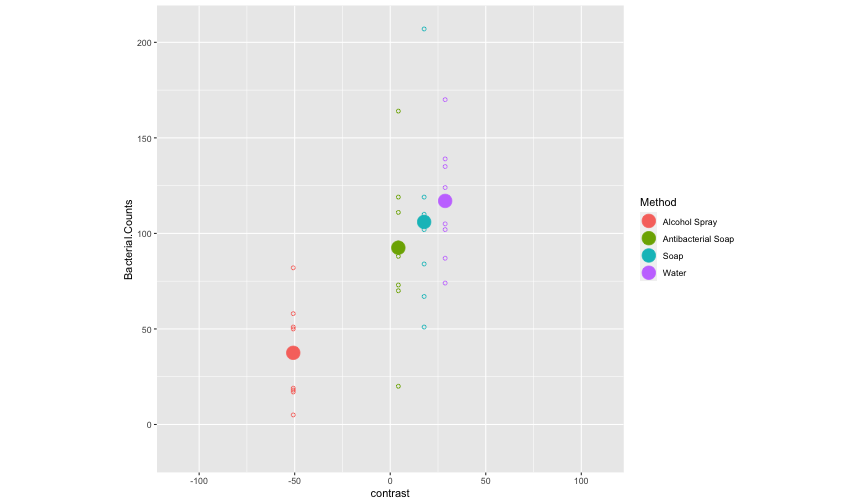 200
150
100
50
0
Bacterial.Counts
-100 -50 0 50 100
contrast
Method
Alcohol Spray
Antibacterial Soap
Soap
Water